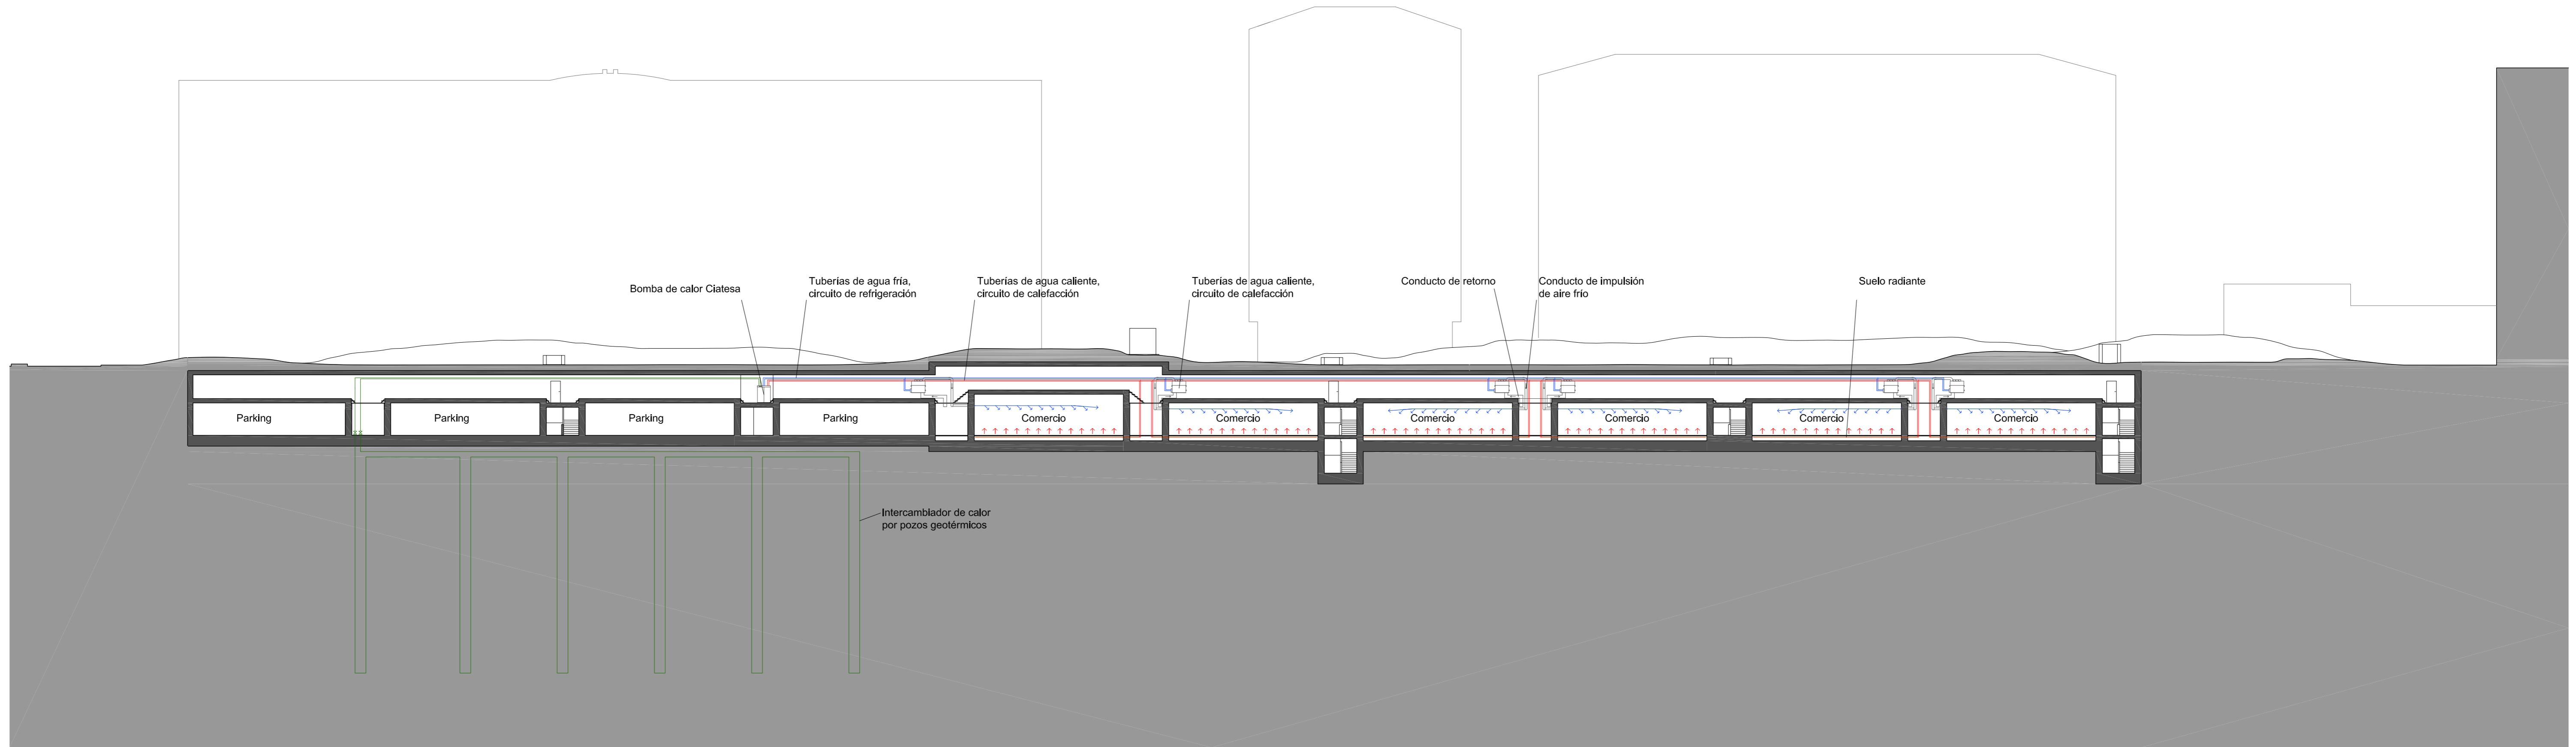 Bomba de calor Ciatesa
Tuberías de agua fría,
circuito de refrigeración
Tuberías de agua caliente,
circuito de calefacción
Tuberías de agua caliente,
circuito de calefacción
Conducto de retorno
Conducto de impulsión
de aire frío
Suelo radiante
Parking
Parking
Parking
Parking
Comercio
Comercio
Comercio
Comercio
Comercio
Comercio
Intercambiador de calor
por pozos geotérmicos